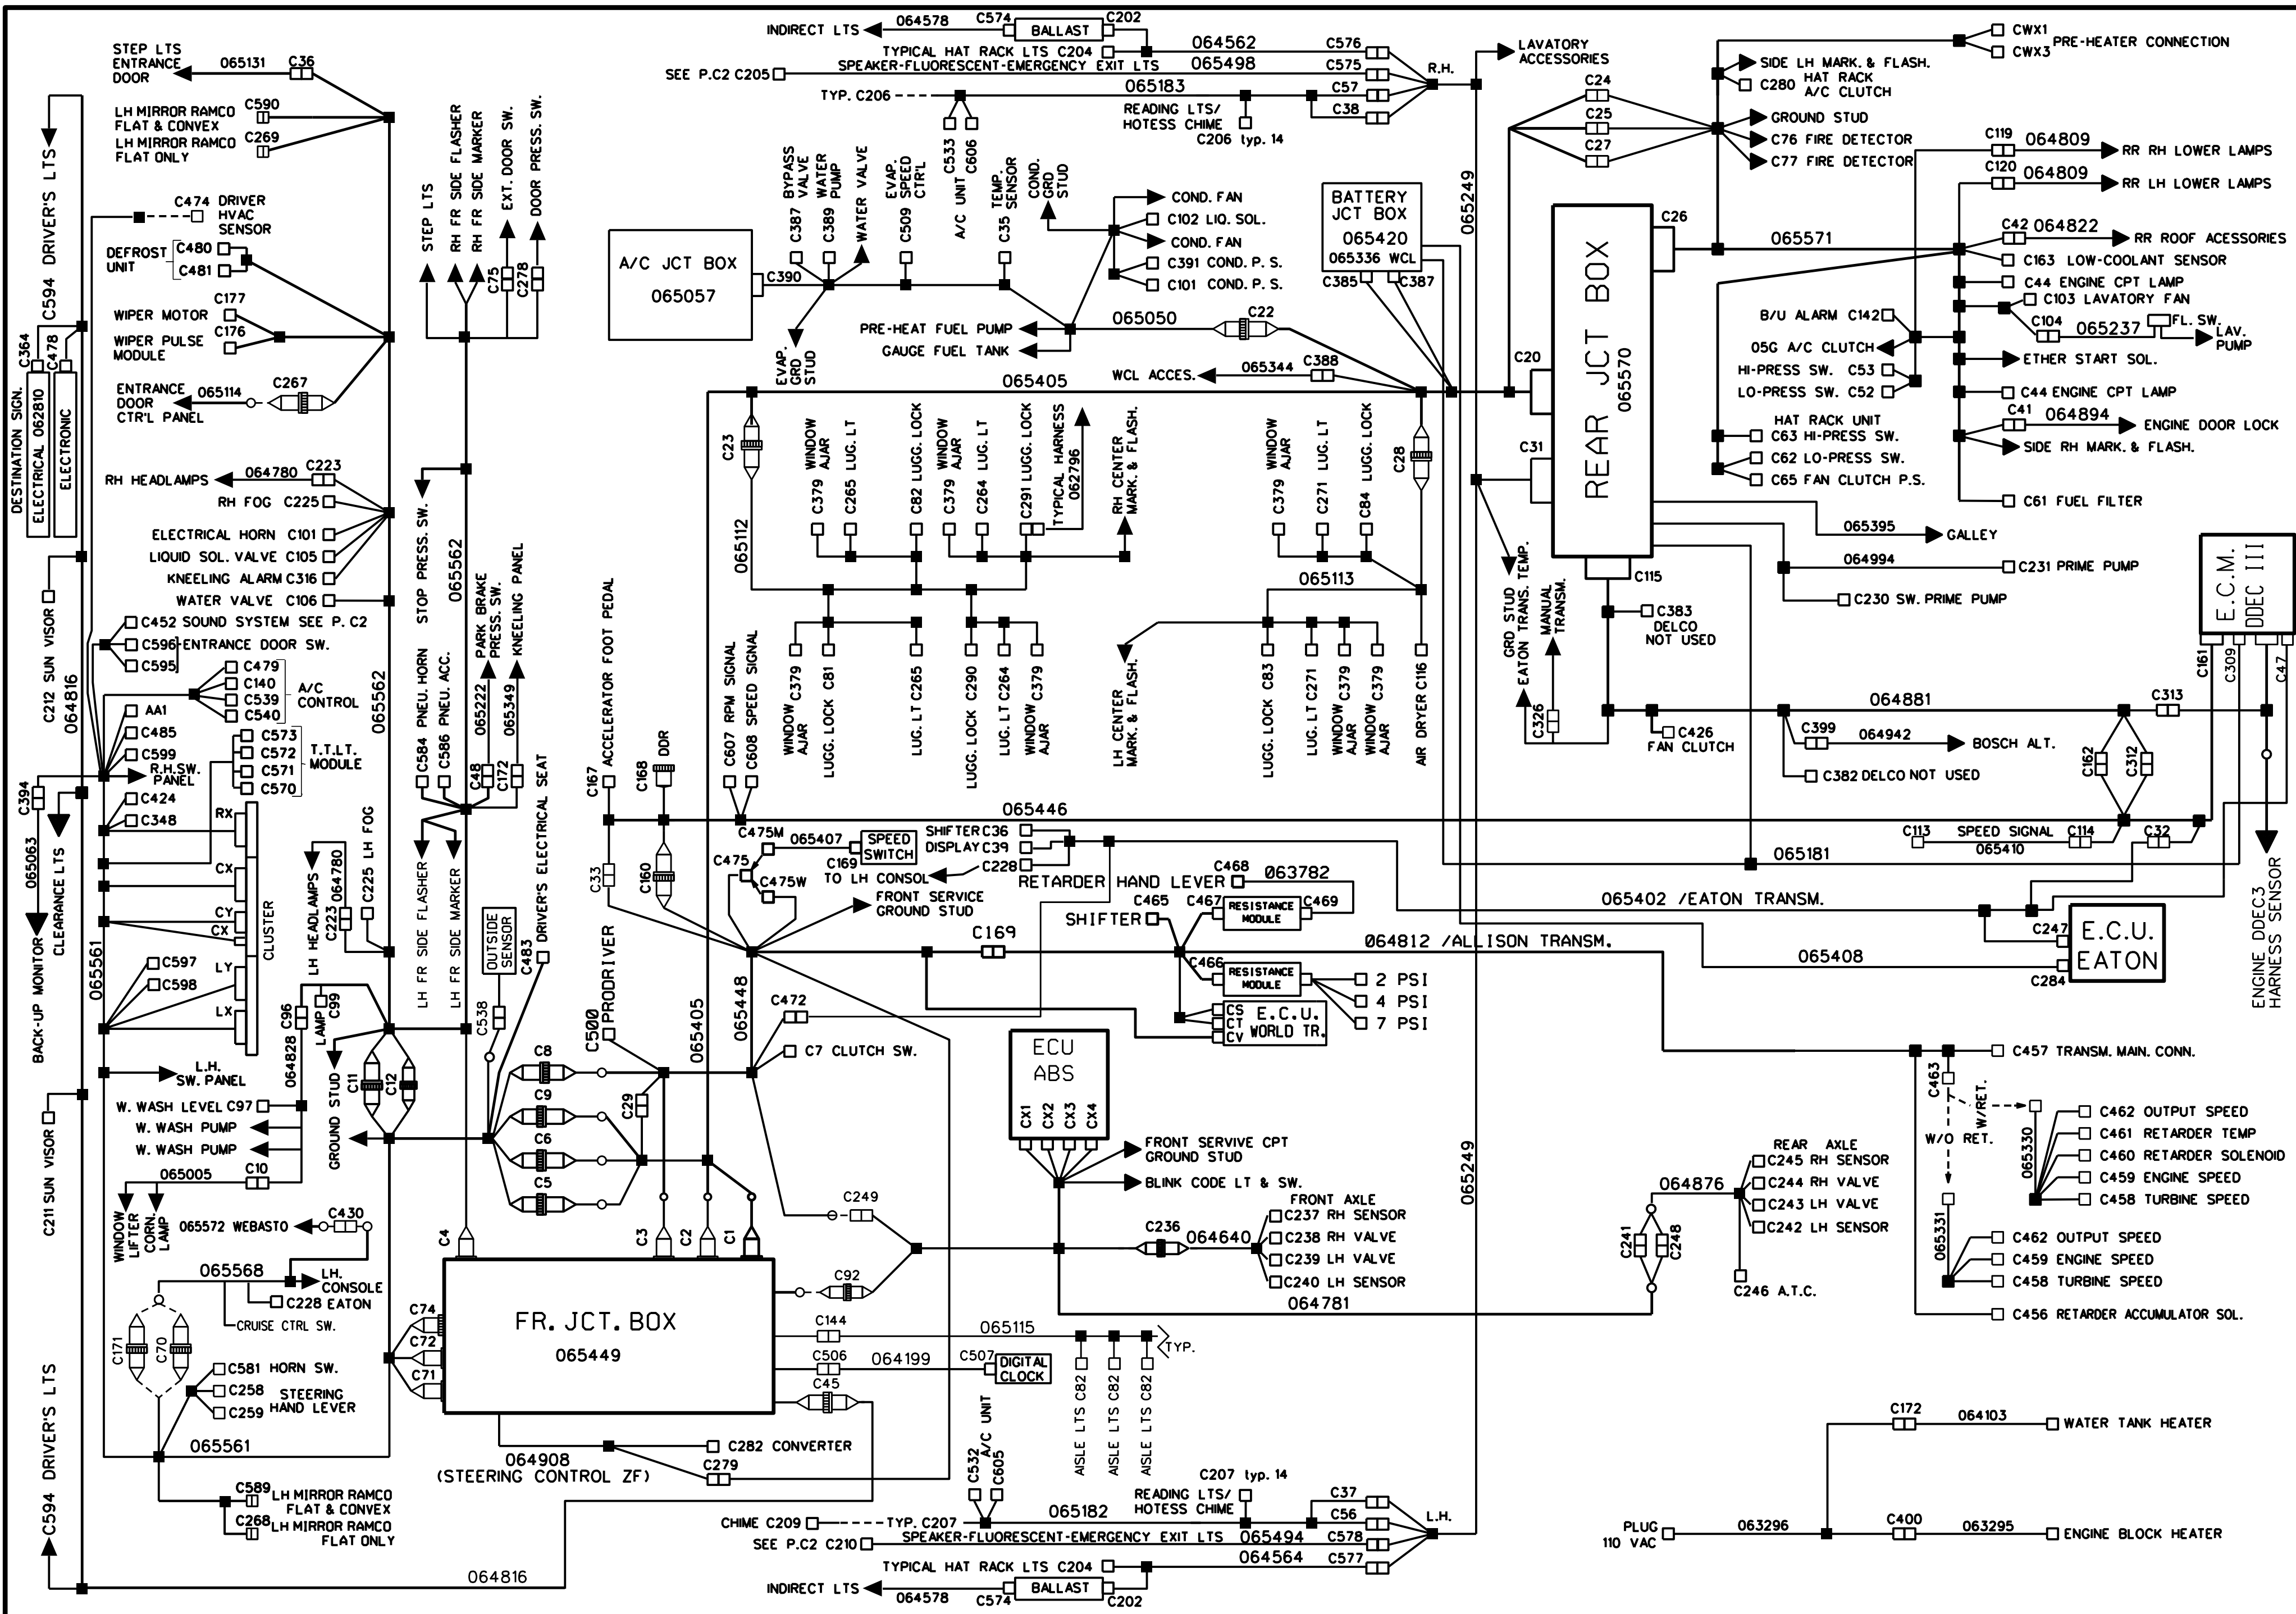 INDIRECT LTS
064578
C574
BALLAST
C202
TYPICAL HAT RACK LTS C204
064562
C576
SEE P.C2 C205
SPEAKER-FLUORESCENT-EMERGENCY EXIT LTS
065498
C575
R.H.
065183
C57
TYP. C206
READING LTS/
HOTESS CHIME
C38
C206 typ. 14
C533
C606
A/C UNIT
LAVATORY
ACCESSORIES
CWX1
CWX3
PRE-HEATER CONNECTION
SIDE LH MARK. & FLASH.
HAT RACK
C280 A/C CLUTCH
GROUND STUD
C76 FIRE DETECTOR
C77 FIRE DETECTOR
C24
C25
C27
C119
064809
RR RH LOWER LAMPS
C120
064809
RR LH LOWER LAMPS
C42 064822
RR ROOF ACESSORIES
C163 LOW-COOLANT SENSOR
C44 ENGINE CPT LAMP
C103 LAVATORY FAN
C104
065237
FL. SW.
LAV.
PUMP
ETHER START SOL.
C44 ENGINE CPT LAMP
C41
064894
ENGINE DOOR LOCK
SIDE RH MARK. & FLASH.
C61 FUEL FILTER
B/U ALARM C142
05G A/C CLUTCH
HI-PRESS SW. C53
LO-PRESS SW. C52
HAT RACK UNIT
C63 HI-PRESS SW.
C62 LO-PRESS SW.
C65 FAN CLUTCH P.S.
065571
C26
C20
C31
C115
REAR JCT BOX
065570
065395
GALLEY
064994
C231 PRIME PUMP
C230 SW. PRIME PUMP
C383
DELCO
NOT USED
E.C.M.
DDEC III
C161
C309
C47
STEP LTS
ENTRANCE
DOOR
065131
C36
LH MIRROR RAMCO
FLAT & CONVEX
C590
LH MIRROR RAMCO
FLAT ONLY
C269
C594 DRIVER'S LTS
C474
DRIVER
HVAC
SENSOR
DEFROST
UNIT
C480
C481
C177
WIPER MOTOR
C176
WIPER PULSE
MODULE
ENTRANCE
DOOR
CTR'L PANEL
065114
C267
C364
C478
DESTINATION SIGN.
ELECTRICAL 062810
ELECTRONIC
RH HEADLAMPS
064780
C223
RH FOG C225
ELECTRICAL HORN C101
LIQUID SOL. VALVE C105
KNEELING ALARM C316
WATER VALVE C106
C452 SOUND SYSTEM SEE P. C2
C596
C595
ENTRANCE DOOR SW.
C479
C140
C539
C540
A/C
CONTROL
C212 SUN VISOR
064816
AA1
C485
C599
R.H.SW.
PANEL
C424
C348
C573
C572
C571
C570
T.T.LT.
MODULE
C394
065063
BACK-UP MONITOR
CLEARANCE LTS
RX
CX
CY
CX
LY
LX
CLUSTER
C597
C598
065561
065562
LH HEADLAMPS
064780
C223
C225 LH FOG
C96
LAMP
C99
064828
L.H.
SW. PANEL
GROUND STUD
C11
C12
W. WASH LEVEL C97
W. WASH PUMP
W. WASH PUMP
065005
C10
WINDOW
LIFTER
CORN.
LAMP
065572 WEBASTO
C430
C211 SUN VISOR
065568
LH.
CONSOLE
C228 EATON
CRUISE CTRL SW.
C171
C70
C581 HORN SW.
C258
C259
STEERING
HAND LEVER
065561
C589
LH MIRROR RAMCO
FLAT & CONVEX
C268
LH MIRROR RAMCO
FLAT ONLY
C594 DRIVER'S LTS
064816
STEP LTS
RH FR SIDE FLASHER
RH FR SIDE MARKER
C75
EXT. DOOR SW.
C278
DOOR PRESS. SW.
STOP PRESS. SW.
065562
PARK BRAKE
PRESS. SW.
KNEELING PANEL
C584 PNEU. HORN
C586 PNEU. ACC.
065222
065349
C48
C172
LH FR SIDE FLASHER
LH FR SIDE MARKER
OUTSIDE
SENSOR
C538
C483 DRIVER'S ELECTRICAL SEAT
C8
C9
C6
C5
C29
C500 PRODRIVER
C4
C3
C2
C1
C74
C72
C71
FR. JCT. BOX
065449
C249
C92
C144
065115
C506
064199
C507
DIGITAL
CLOCK
C45
TYP.
AISLE LTS C82
AISLE LTS C82
AISLE LTS C82
064908
(STEERING CONTROL ZF)
C282 CONVERTER
C279
A/C JCT BOX
065057
C390
C387
BYPASS
VALVE
C389
WATER
PUMP
WATER VALVE
C509
EVAP.
SPEED
CTR'L
C35
TEMP.
SENSOR
COND.
GRD
STUD
EVAP.
GRD
STUD
COND. FAN
C102 LIQ. SOL.
COND. FAN
C391 COND. P. S.
C101 COND. P. S.
PRE-HEAT FUEL PUMP
GAUGE FUEL TANK
065050
C22
WCL ACCES.
065344
C388
BATTERY
JCT BOX
065420
065336 WCL
C385
C387
065249
065405
C23
065112
C379 WINDOW
AJAR
C265 LUG. LT
C82 LUGG. LOCK
C379 WINDOW
AJAR
C264 LUG. LT
C291 LUGG. LOCK
TYPICAL HARNESS
062796
RH CENTER
MARK. & FLASH.
C379 WINDOW
AJAR
C271 LUG. LT
C84 LUGG. LOCK
C28
065113
WINDOW C379
AJAR
LUGG. LOCK C81
LUG. LT C265
LUGG. LOCK C290
LUG. LT C264
WINDOW C379
AJAR
LH CENTER
MARK. & FLASH.
LUGG. LOCK C83
LUG. LT C271
WINDOW C379
AJAR
WINDOW C379
AJAR
AIR DRYER C116
GRD STUD
EATON TRANS. TEMP.
MANUAL
TRANSM.
C326
C167
ACCELERATOR FOOT PEDAL
C168
DDR
C607 RPM SIGNAL
C608 SPEED SIGNAL
C33
C160
065446
C475M
065407
SPEED
SWITCH
C475
C475W
C169
TO LH CONSOL
SHIFTER C36
DISPLAY C39
C228
FRONT SERVICE
GROUND STUD
RETARDER HAND LEVER
C468
063782
C465
C467
RESISTANCE
MODULE
C469
SHIFTER
C169
C466
RESISTANCE
MODULE
2 PSI
4 PSI
7 PSI
CS
CT
CV
E.C.U.
WORLD TR.
065405
065448
C472
C7 CLUTCH SW.
064812 /ALLISON TRANSM.
065402 /EATON TRANSM.
065181
065408
C247
C284
E.C.U.
EATON
064881
C426
FAN CLUTCH
C399
064942
BOSCH ALT.
C382 DELCO NOT USED
C162
C312
C313
C113
SPEED SIGNAL
065410
C114
C32
ENGINE DDEC3
HARNESS SENSOR
ECU
ABS
CX1
CX2
CX3
CX4
FRONT SERVIVE CPT
GROUND STUD
BLINK CODE LT & SW.
FRONT AXLE
C236
064640
C237 RH SENSOR
C238 RH VALVE
C239 LH VALVE
C240 LH SENSOR
064781
065249
C241
C248
064876
REAR AXLE
C245 RH SENSOR
C244 RH VALVE
C243 LH VALVE
C242 LH SENSOR
C246 A.T.C.
C457 TRANSM. MAIN. CONN.
C463
W/RET.
W/O RET.
065330
C462 OUTPUT SPEED
C461 RETARDER TEMP
C460 RETARDER SOLENOID
C459 ENGINE SPEED
C458 TURBINE SPEED
065331
C462 OUTPUT SPEED
C459 ENGINE SPEED
C458 TURBINE SPEED
C456 RETARDER ACCUMULATOR SOL.
C172
064103
WATER TANK HEATER
PLUG
110 VAC
063296
C400
063295
ENGINE BLOCK HEATER
C532
C605
A/C UNIT
C207 typ. 14
READING LTS/
HOTESS CHIME
C37
C56
L.H.
CHIME C209
TYP. C207
065182
SEE P.C2 C210
SPEAKER-FLUORESCENT-EMERGENCY EXIT LTS
065494
C578
TYPICAL HAT RACK LTS C204
064564
C577
INDIRECT LTS
064578
C574
BALLAST
C202